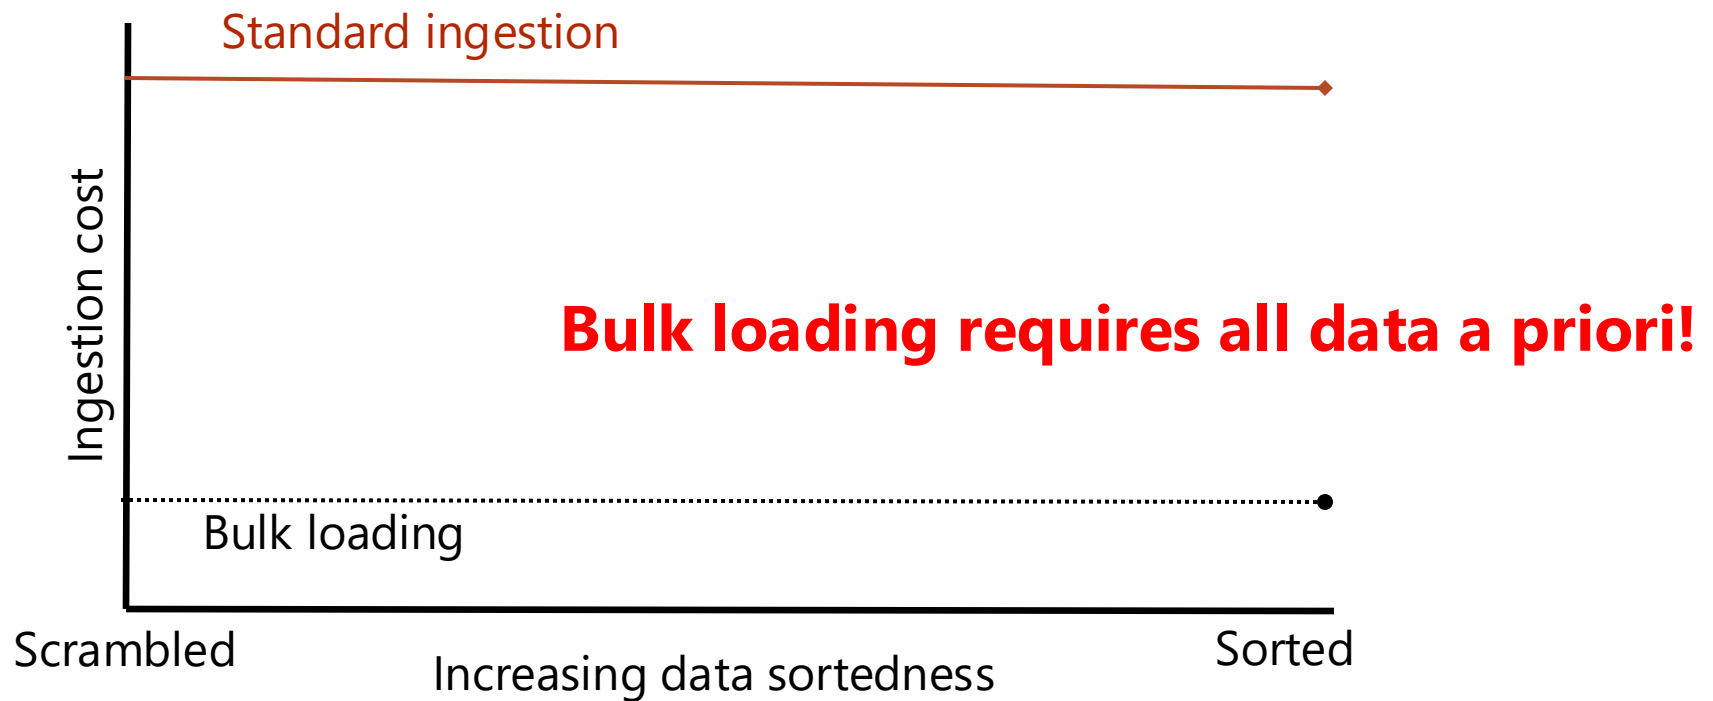 Standard ingestion
Ingestion cost
Bulk loading requires all data a priori!
Bulk loading
Scrambled
Increasing data sortedness
Sorted